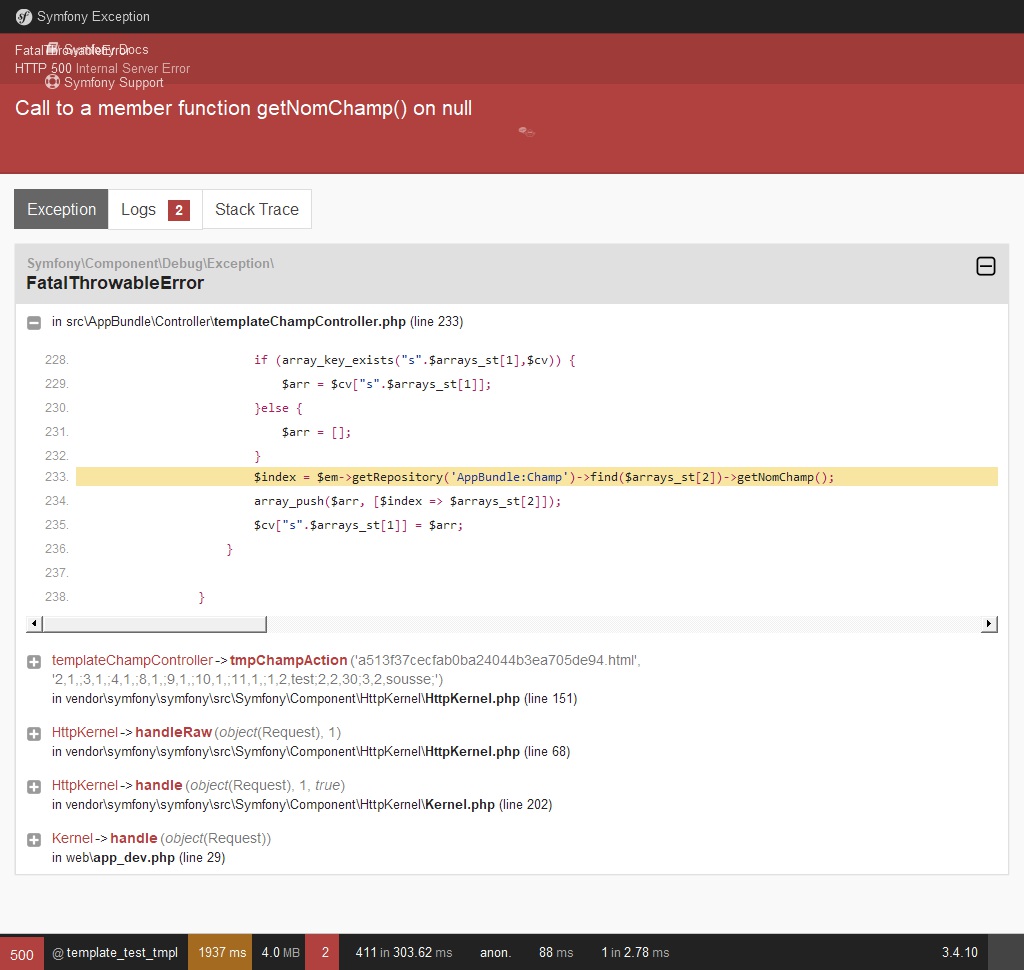 Symfony Exception
FatalThrowableError
Symfony Docs
HTTP 500 Internal Server Error
Symfony Support
Call to a member function getNomChamp() on null
Exception
Logs 2
Stack Trace
Symfony\Component\Debug\Exception\
FatalThrowableError
in src\AppBundle\Controller\templateChampController.php (line 233)
228. if (array_key_exists("s".$arrays_st[1],$cv)) {
229. $arr = $cv["s".$arrays_st[1]];
230. }else {
231. $arr = [];
232. }
233. $index = $em->getRepository('AppBundle:Champ')->find($arrays_st[2])->getNomChamp();
234. array_push($arr, [$index => $arrays_st[2]]);
235. $cv["s".$arrays_st[1]] = $arr;
236. }
237.
238. }
templateChampController->tmpChampAction('a513f37cecfab0ba24044b3ea705de94.html',
'2,1,;3,1,;4,1,;8,1,;9,1,;10,1,;11,1,;1,2,test;2,2,30;3,2,sousse;')
in vendor\symfony\symfony\src\Symfony\Component\HttpKernel\HttpKernel.php (line 151)
HttpKernel->handleRaw(object(Request), 1)
in vendor\symfony\symfony\src\Symfony\Component\HttpKernel\HttpKernel.php (line 68)
HttpKernel->handle(object(Request), 1, true)
in vendor\symfony\symfony\src\Symfony\Component\HttpKernel\Kernel.php (line 202)
Kernel->handle(object(Request))
in web\app_dev.php (line 29)
500 @ template_test_tmpl 1937 ms 4.0 MB 2 411 in 303.62 ms anon. 88 ms 1 in 2.78 ms 3.4.10